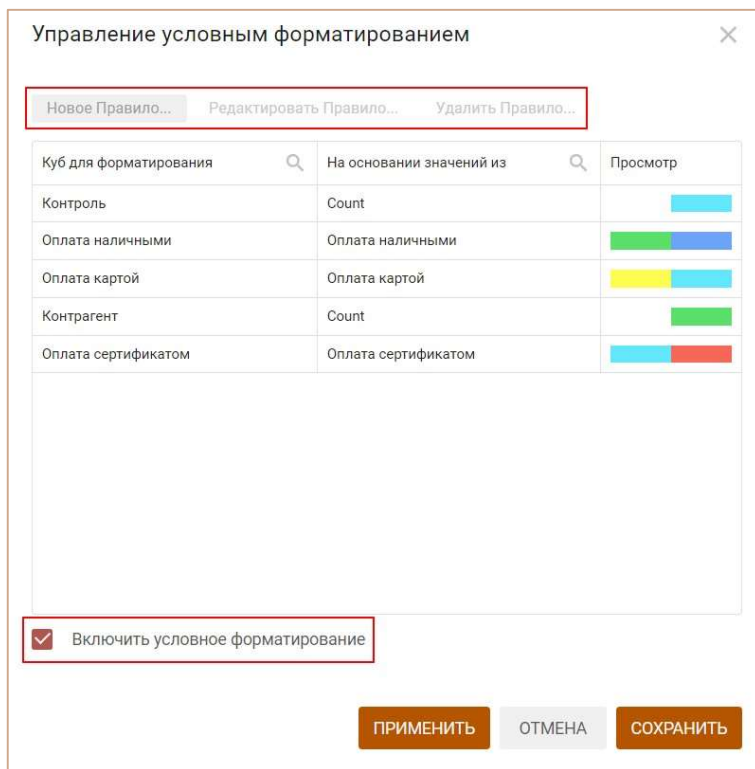 Управление условным форматированием
Новое Правило... Редактировать Правило... Удалить Правило...
Куб для форматирования На основании значений из Просмотр
Контроль Count
Оплата наличными Оплата наличными
Оплата картой Оплата картой
Контрагент Count
Оплата сертификатом Оплата сертификатом
Включить условное форматирование
ПРИМЕНИТЬ ОТМЕНА СОХРАНИТЬ